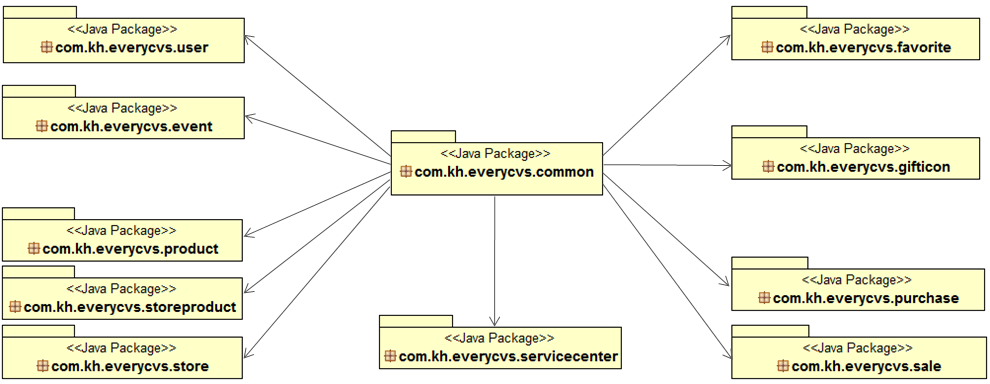 <<Java Package>>
com.kh.everycvs.user
<<Java Package>>
com.kh.everycvs.event
<<Java Package>>
com.kh.everycvs.product
<<Java Package>>
com.kh.everycvs.storeproduct
<<Java Package>>
com.kh.everycvs.store
<<Java Package>>
com.kh.everycvs.common
<<Java Package>>
com.kh.everycvs.servicecenter
<<Java Package>>
com.kh.everycvs.favorite
<<Java Package>>
com.kh.everycvs.gifticon
<<Java Package>>
com.kh.everycvs.purchase
<<Java Package>>
com.kh.everycvs.sale